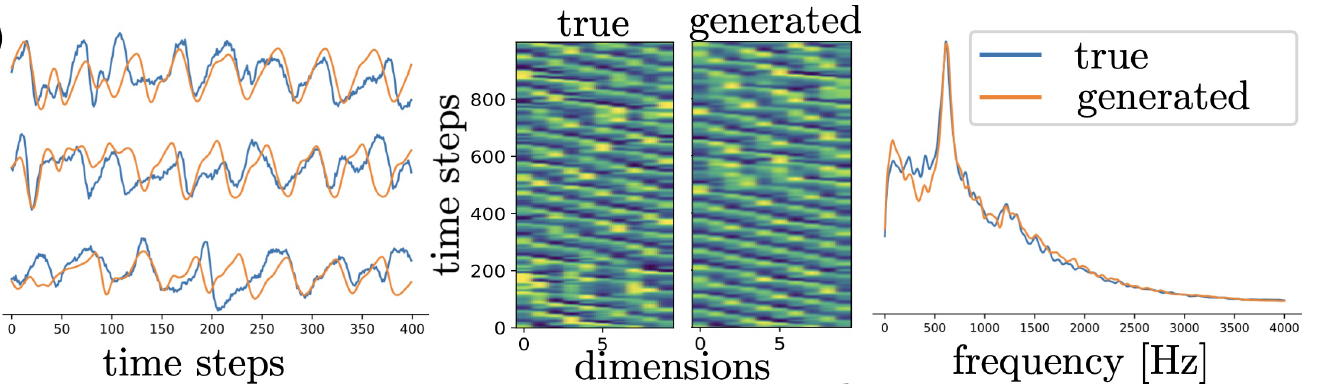 )
0 50 100 150 200 250 300 350 400
time steps
true generated
time steps
800
600
400
200
0
0 5 0 5
dimensions
true
generated
0 500 1000 1500 2000 2500 3000 3500 4000
frequency [Hz]